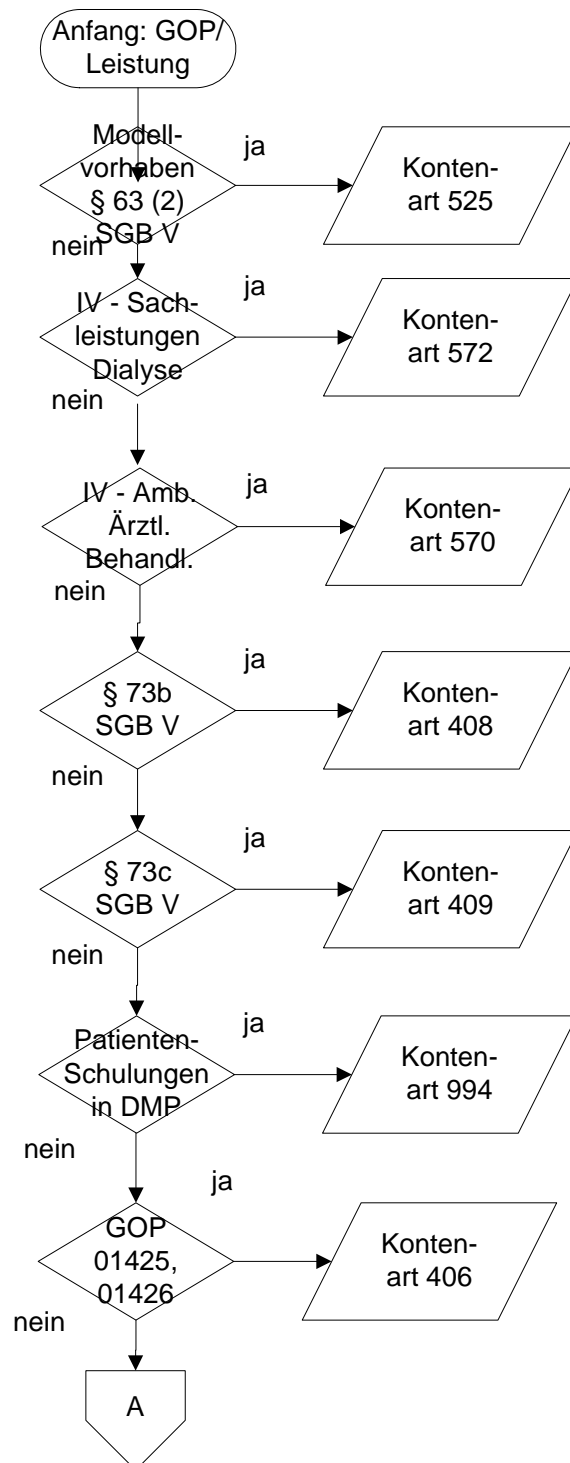 Anfang: GOP/
Leistung
Modell-
vorhaben
§ 63 (2)
SGB V
ja
Konten-
art 525
nein
IV - Sach-
leistungen
Dialyse
ja
Konten-
art 572
nein
IV - Amb.
Ärztl.
Behandl.
ja
Konten-
art 570
nein
§ 73b
SGB V
ja
Konten-
art 408
nein
§ 73c
SGB V
ja
Konten-
art 409
nein
Patienten-
Schulungen
in DMP
ja
Konten-
art 994
nein
GOP
01425,
01426
ja
Konten-
art 406
nein
A